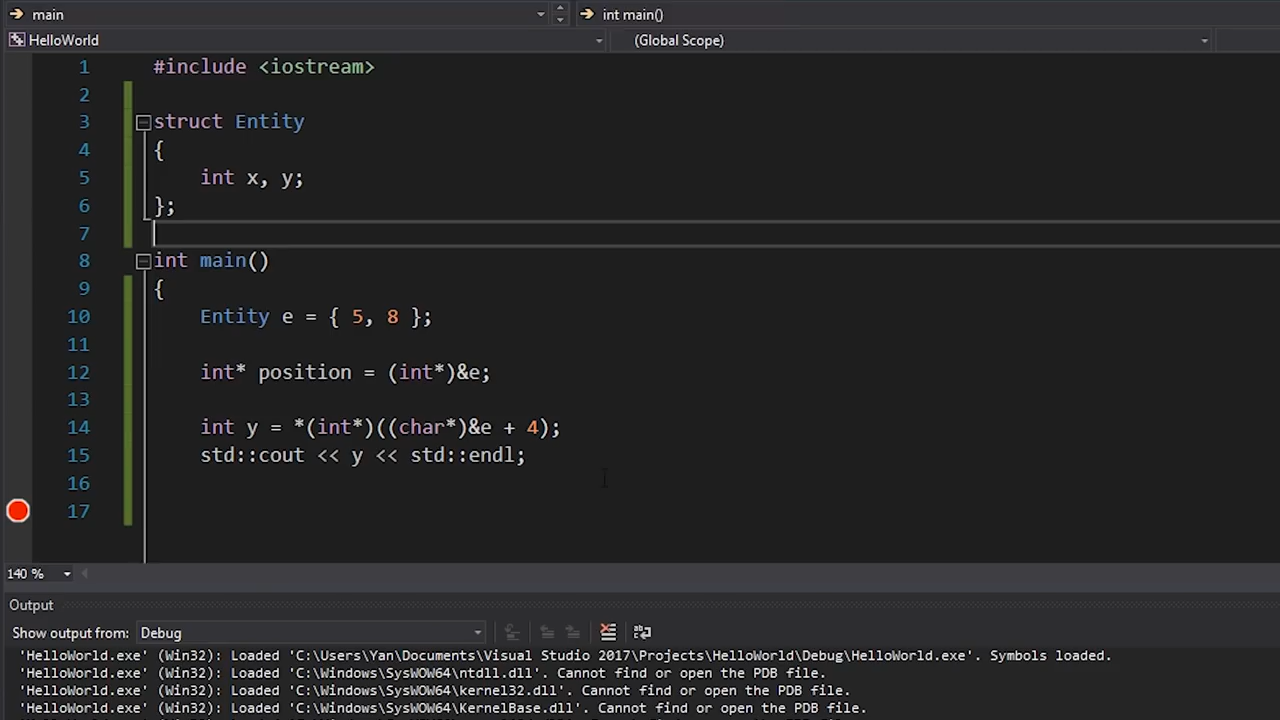 main int main()
HelloWorld (Global Scope)
1 #include <iostream>
2
3 struct Entity
4 {
5 int x, y;
6 };
7
8 int main()
9 {
10 Entity e = { 5, 8 };
11
12 int* position = (int*)&e;
13
14 int y = *(int*)((char*)&e + 4);
15 std::cout << y << std::endl;
16
17
140 %
Output
Show output from: Debug
'HelloWorld.exe' (Win32): Loaded 'C:\Users\Yan\Documents\Visual Studio 2017\Projects\HelloWorld\Debug\HelloWorld.exe'. Symbols loaded.
'HelloWorld.exe' (Win32): Loaded 'C:\Windows\SysWOW64\ntdll.dll'. Cannot find or open the PDB file.
'HelloWorld.exe' (Win32): Loaded 'C:\Windows\SysWOW64\kernel32.dll'. Cannot find or open the PDB file.
'HelloWorld.exe' (Win32): Loaded 'C:\Windows\SysWOW64\KernelBase.dll'. Cannot find or open the PDB file.